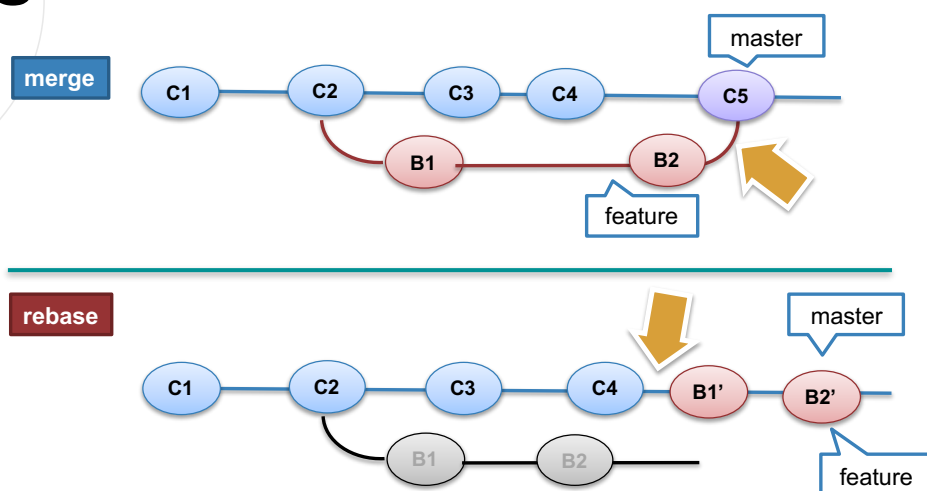 master
merge
C1
C2
C3
C4
C5
B1
B2
feature
rebase
master
C1
C2
C3
C4
B1’
B2’
B1
B2
feature